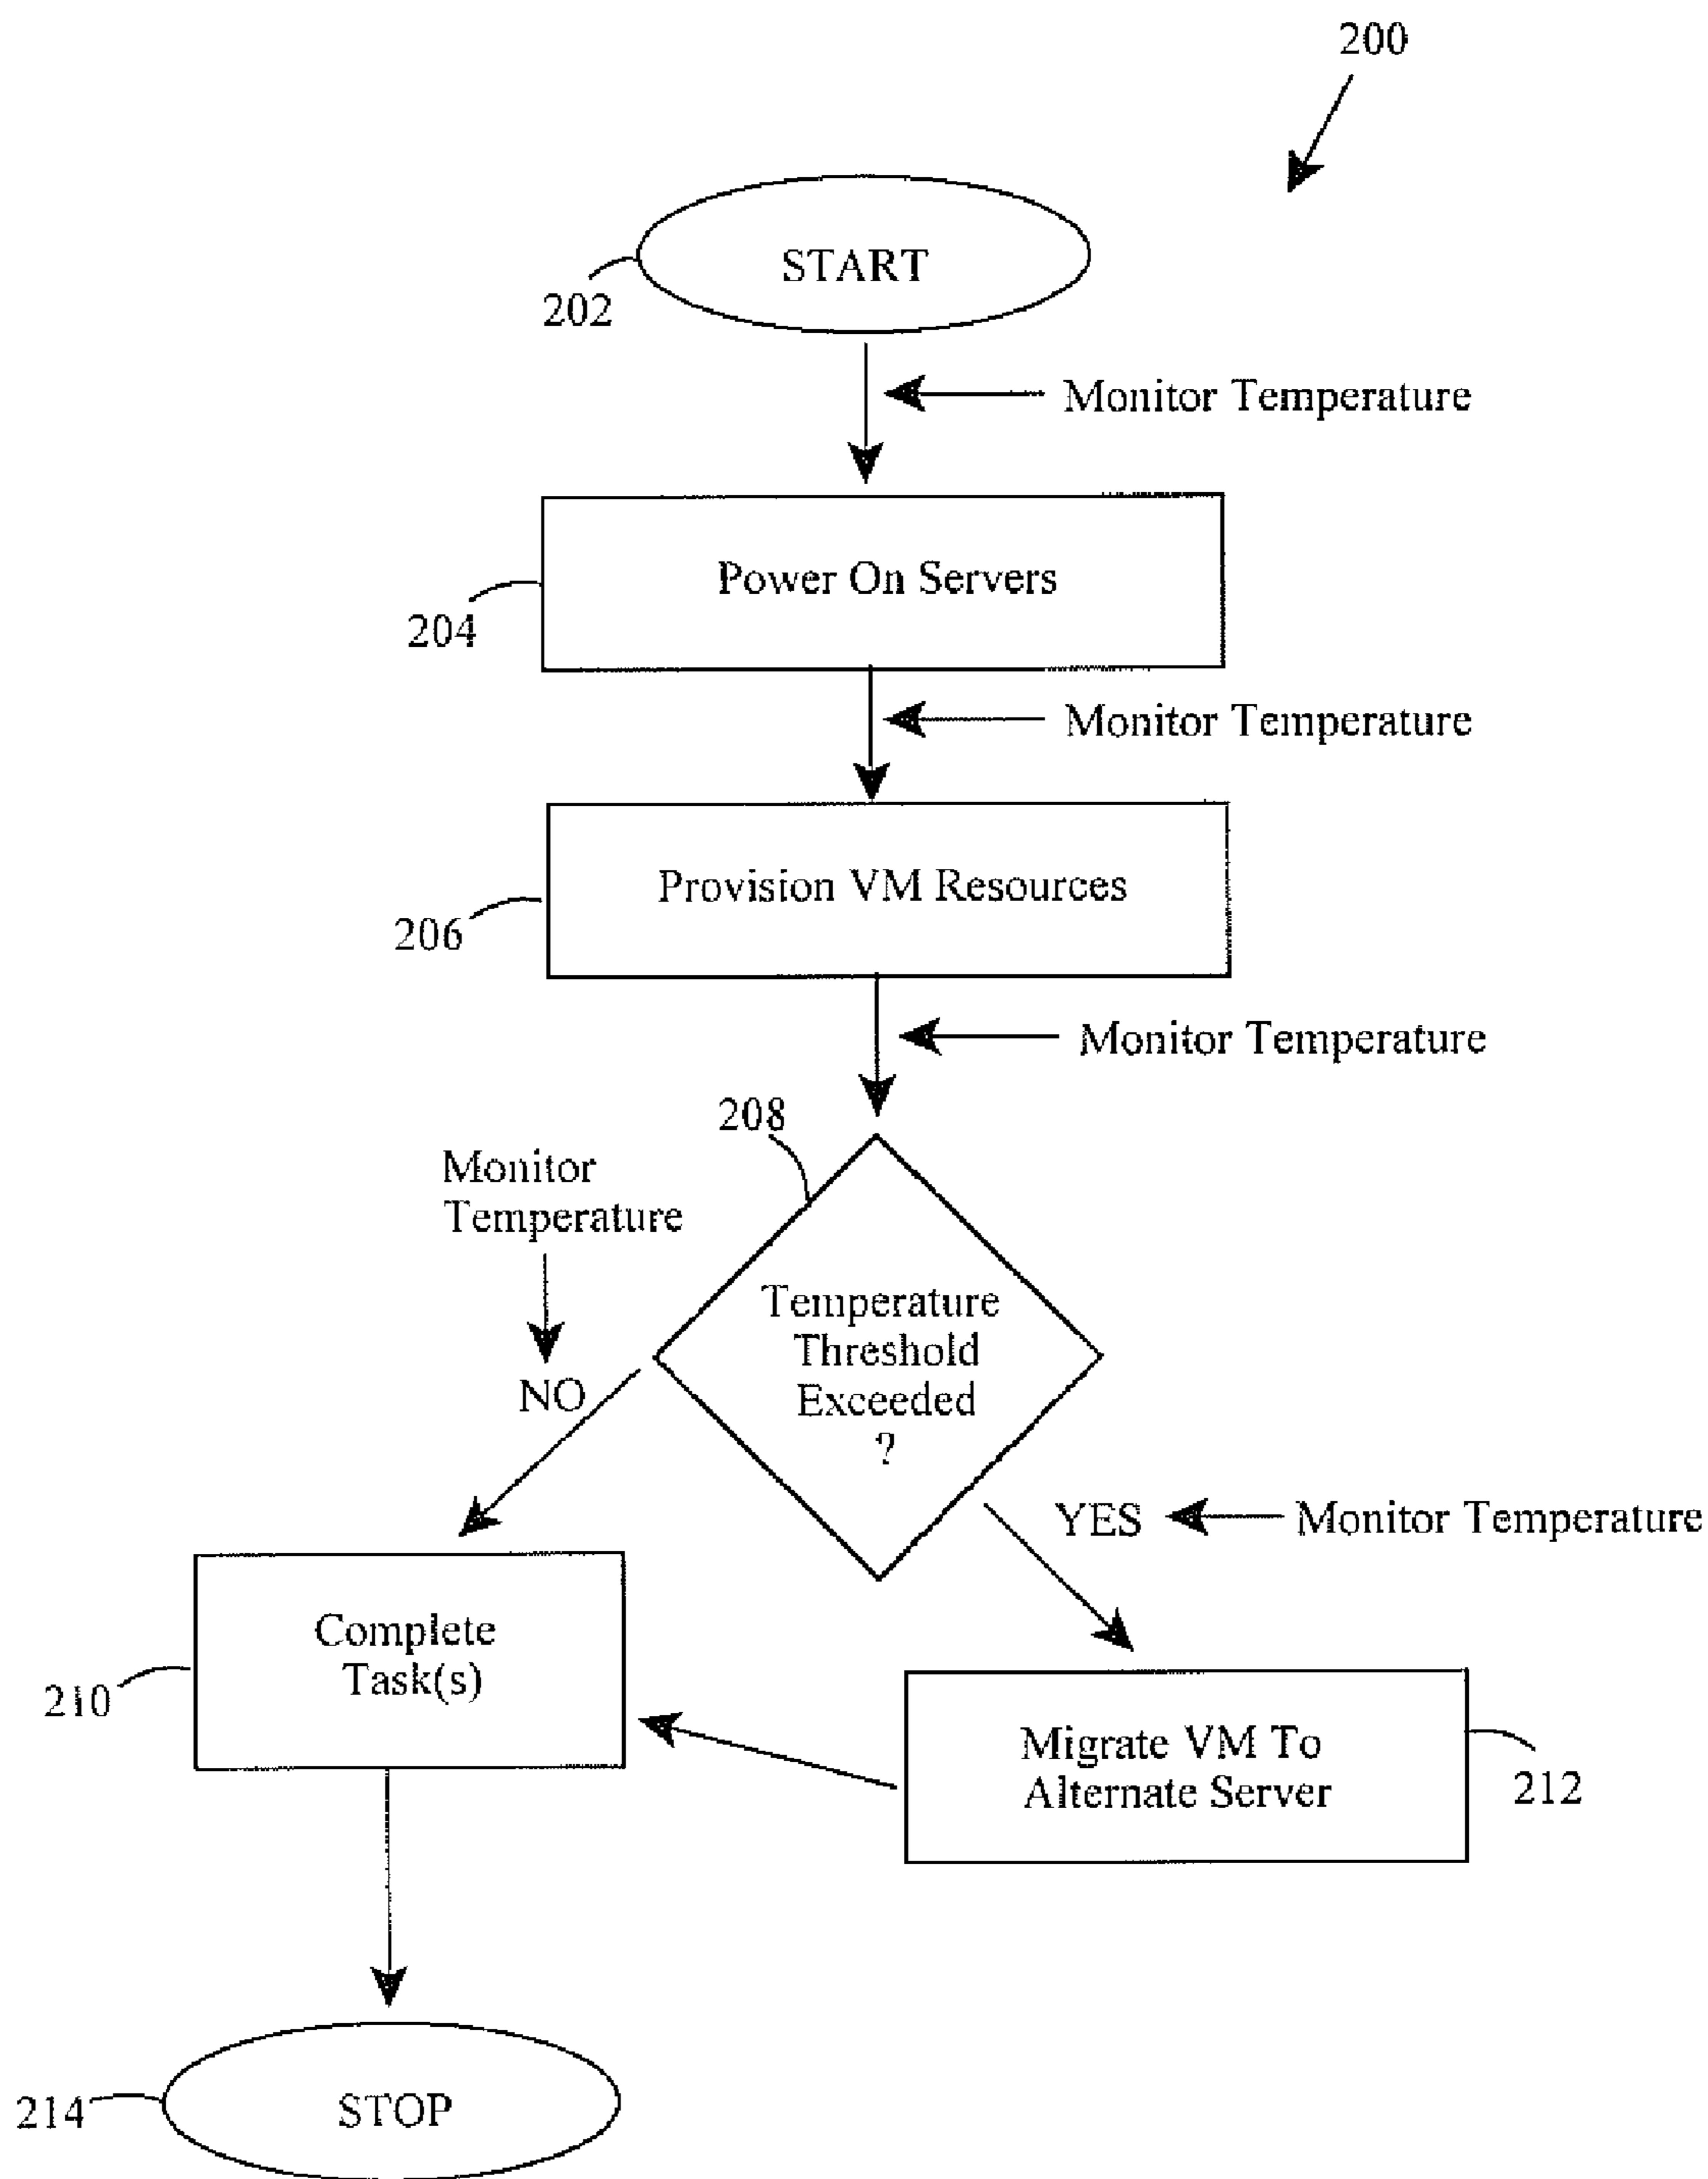 200
START
202
Monitor Temperature
Power On Servers
204
Monitor Temperature
Provision VM Resources
206
Monitor Temperature
208
Monitor
Temperature
Temperature
Threshold
Exceeded
?
NO
YES
Monitor Temperature
Complete
Task(s)
210
Migrate VM To
Alternate Server
212
STOP
214